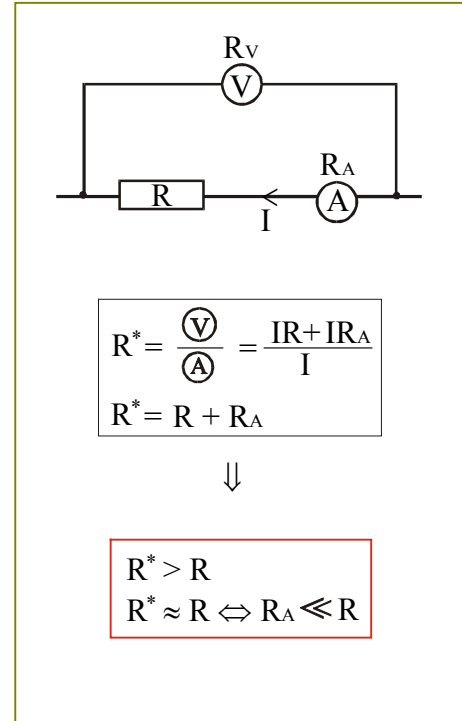 Rv
V
RA
R
I
A
R* = V / A = IR + IRA / I
R* = R + RA
⇓
R* > R
R* ≈ R ⇔ RA ≪ R